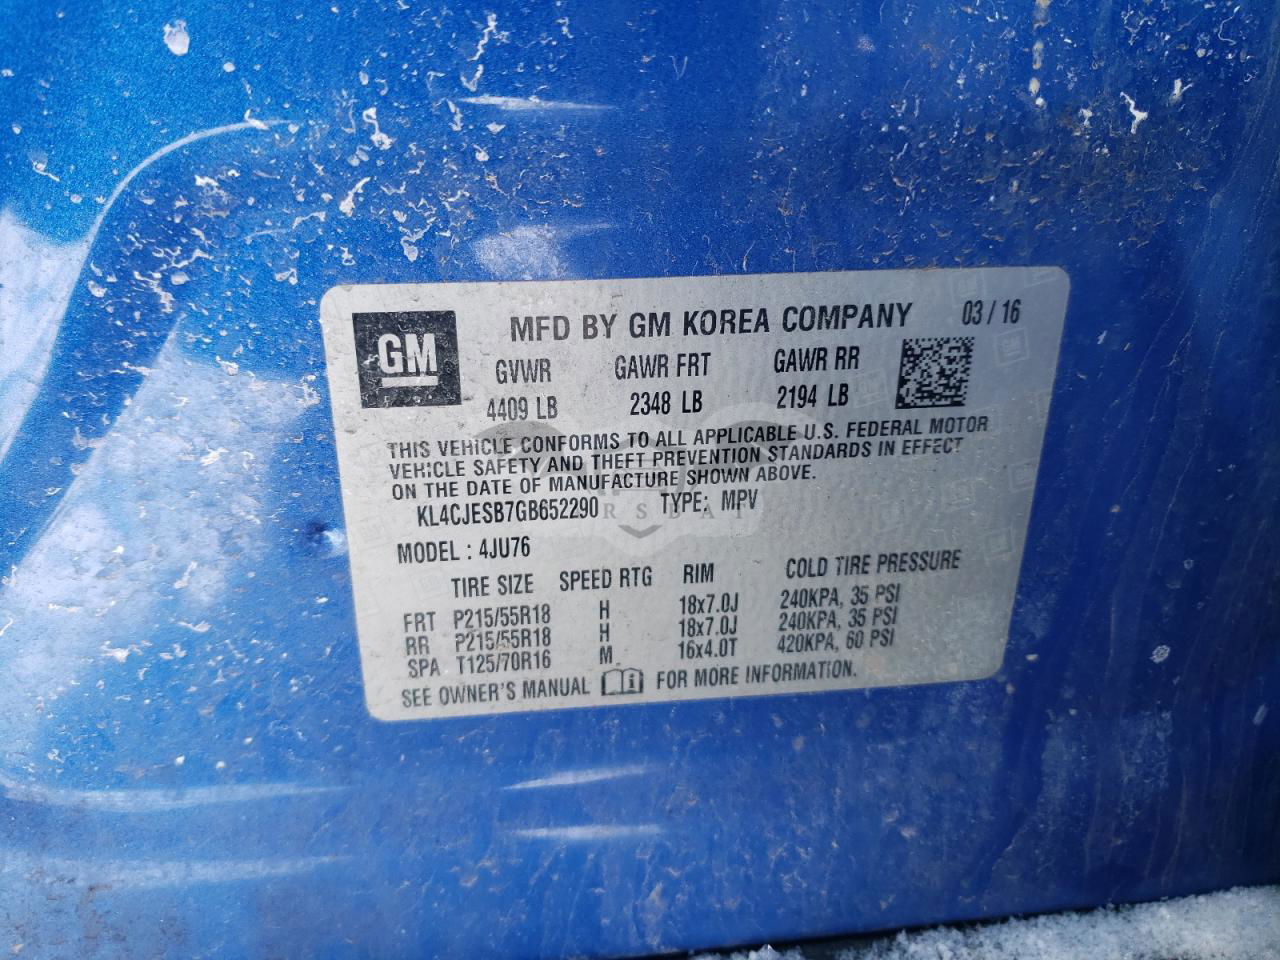 GM
MFD BY GM KOREA COMPANY 03 / 16
GVWR GAWR FRT GAWR RR
4409 LB 2348 LB 2194 LB
THIS VEHICLE CONFORMS TO ALL APPLICABLE U.S. FEDERAL MOTOR
VEHICLE SAFETY AND THEFT PREVENTION STANDARDS IN EFFECT
ON THE DATE OF MANUFACTURE SHOWN ABOVE.
KL4CJESB7GB652290 TYPE: MPV
MODEL : 4JU76
TIRE SIZE SPEED RTG RIM COLD TIRE PRESSURE
FRT P215/55R18 H 18x7.0J 240KPA, 35 PSI
RR P215/55R18 H 18x7.0J 240KPA, 35 PSI
SPA T125/70R16 M 16x4.0T 420KPA, 60 PSI
SEE OWNER'S MANUAL i FOR MORE INFORMATION.